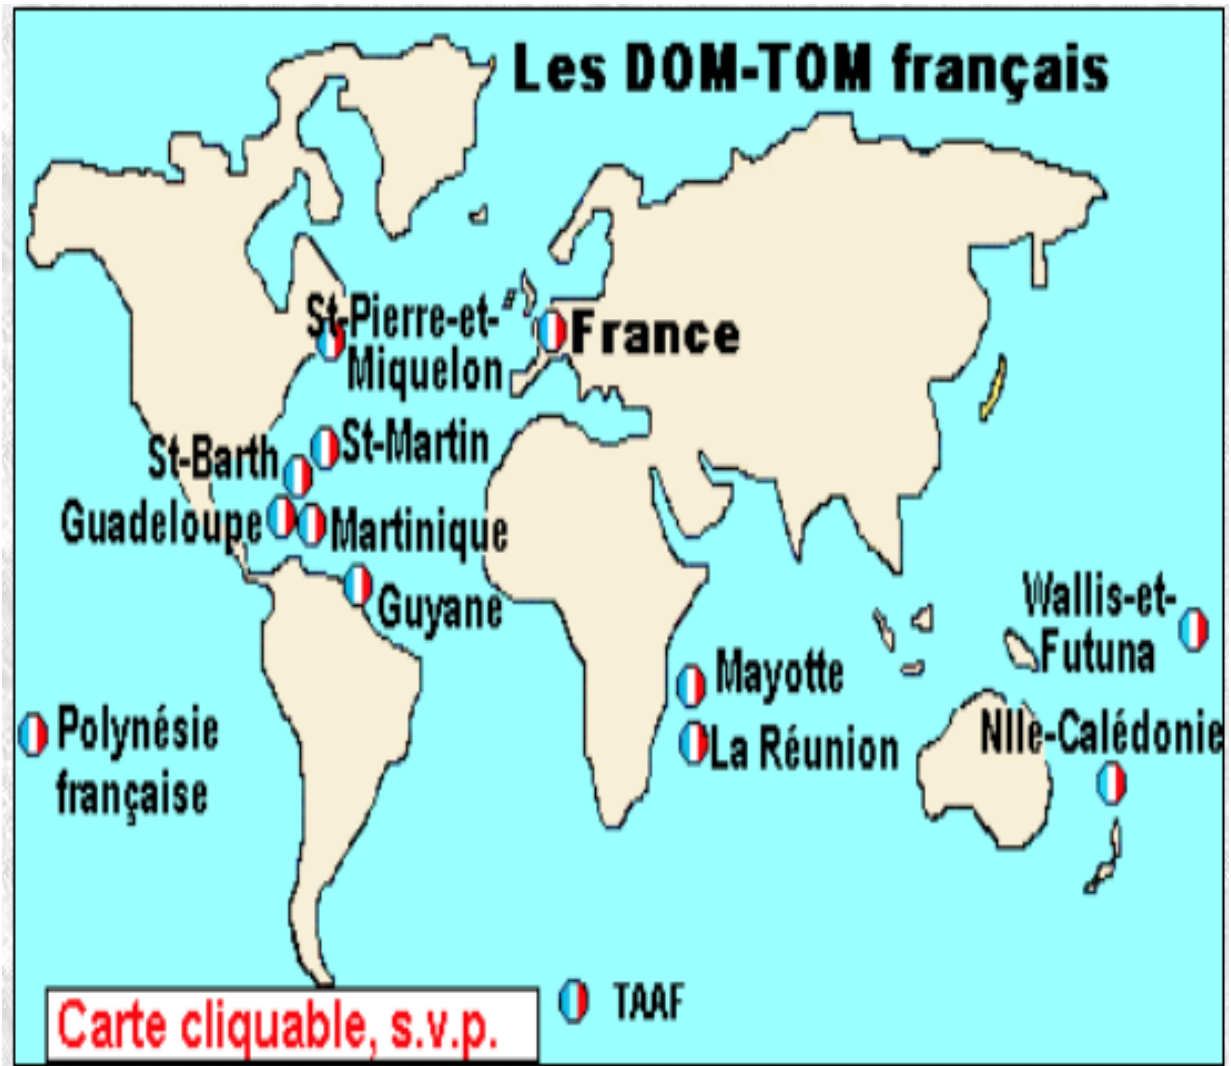 Les DOM-TOM français
St-Pierre-et-
Miquelon
France
St-Martin
St-Barth
Guadeloupe
Martinique
Guyane
Wallis-et-
Futuna
Mayotte
La Réunion
Nlle-Calédonie
Polynésie
française
TAAF
Carte cliquable, s.v.p.